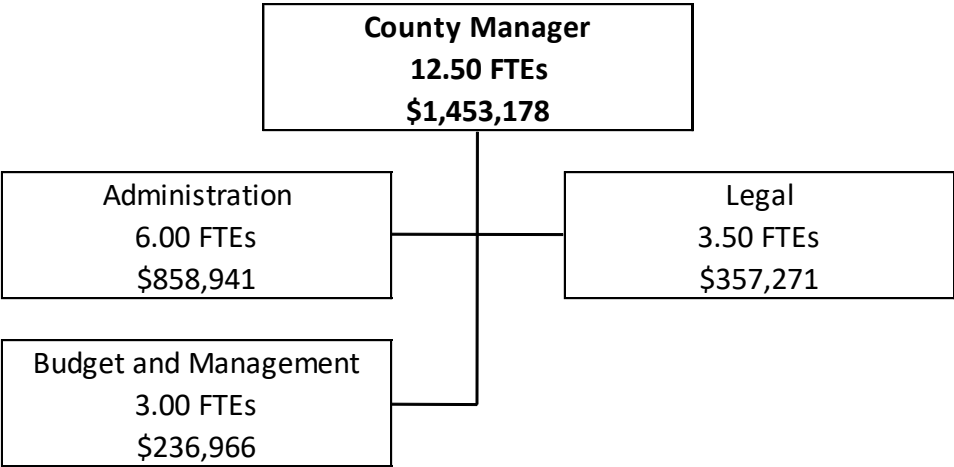 County Manager
12.50 FTEs
$1,453,178
Administration
6.00 FTEs
$858,941
Legal
3.50 FTEs
$357,271
Budget and Management
3.00 FTEs
$236,966